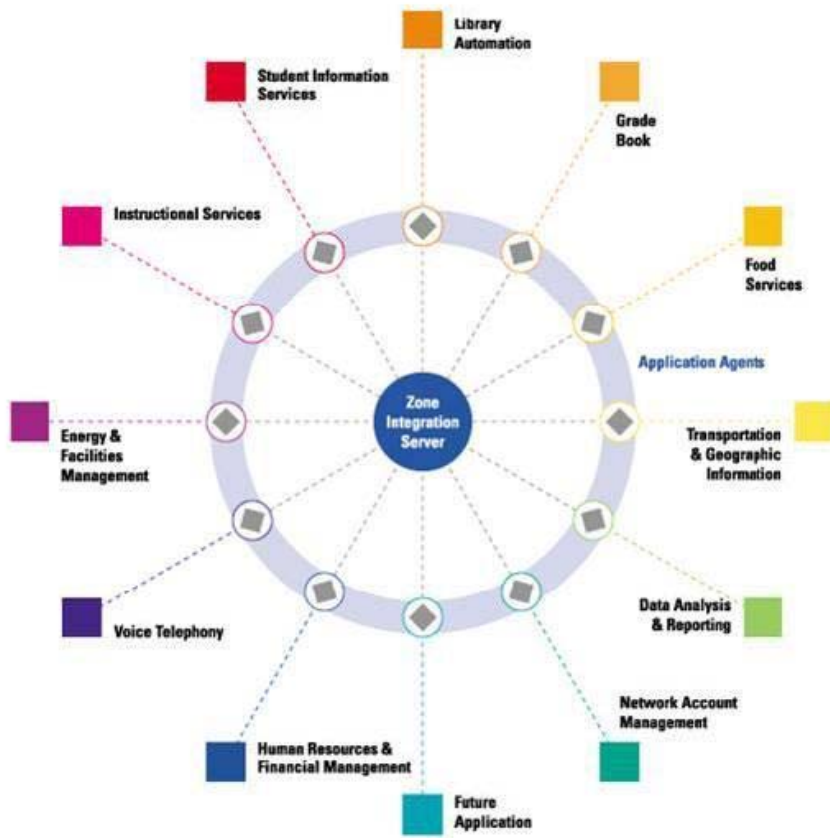 Library
Automation
Student Information
Services
Grade
Book
Instructional Services
Food
Services
Application Agents
Zone
Integration
Server
Energy &
Facilities
Management
Transportation
& Geographic
Information
Voice Telephony
Data Analysis
& Reporting
Network Account
Management
Human Resources &
Financial Management
Future
Application